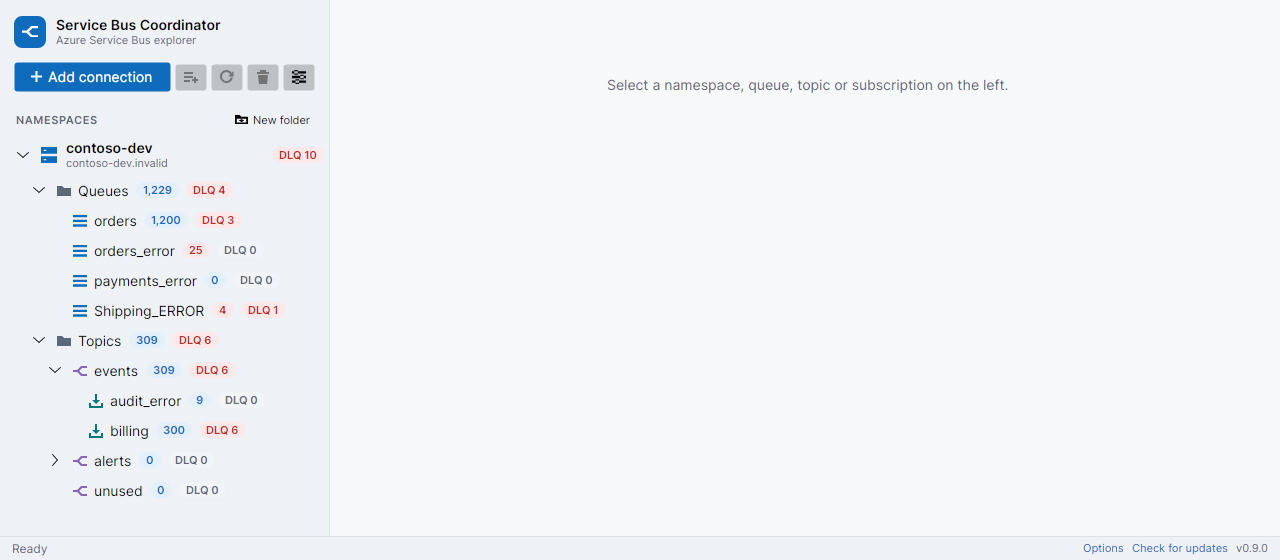 Service Bus Coordinator
Azure Service Bus explorer
Add connection
NAMESPACES New folder
contoso-dev
contoso-dev.invalid
DLQ 10
Queues 1,229 DLQ 4
orders 1,200 DLQ 3
orders_error 25 DLQ 0
payments_error 0 DLQ 0
Shipping_ERROR 4 DLQ 1
Topics 309 DLQ 6
events 309 DLQ 6
audit_error 9 DLQ 0
billing 300 DLQ 6
alerts 0 DLQ 0
unused 0 DLQ 0
Select a namespace, queue, topic or subscription on the left.
Ready
Options Check for updates v0.9.0